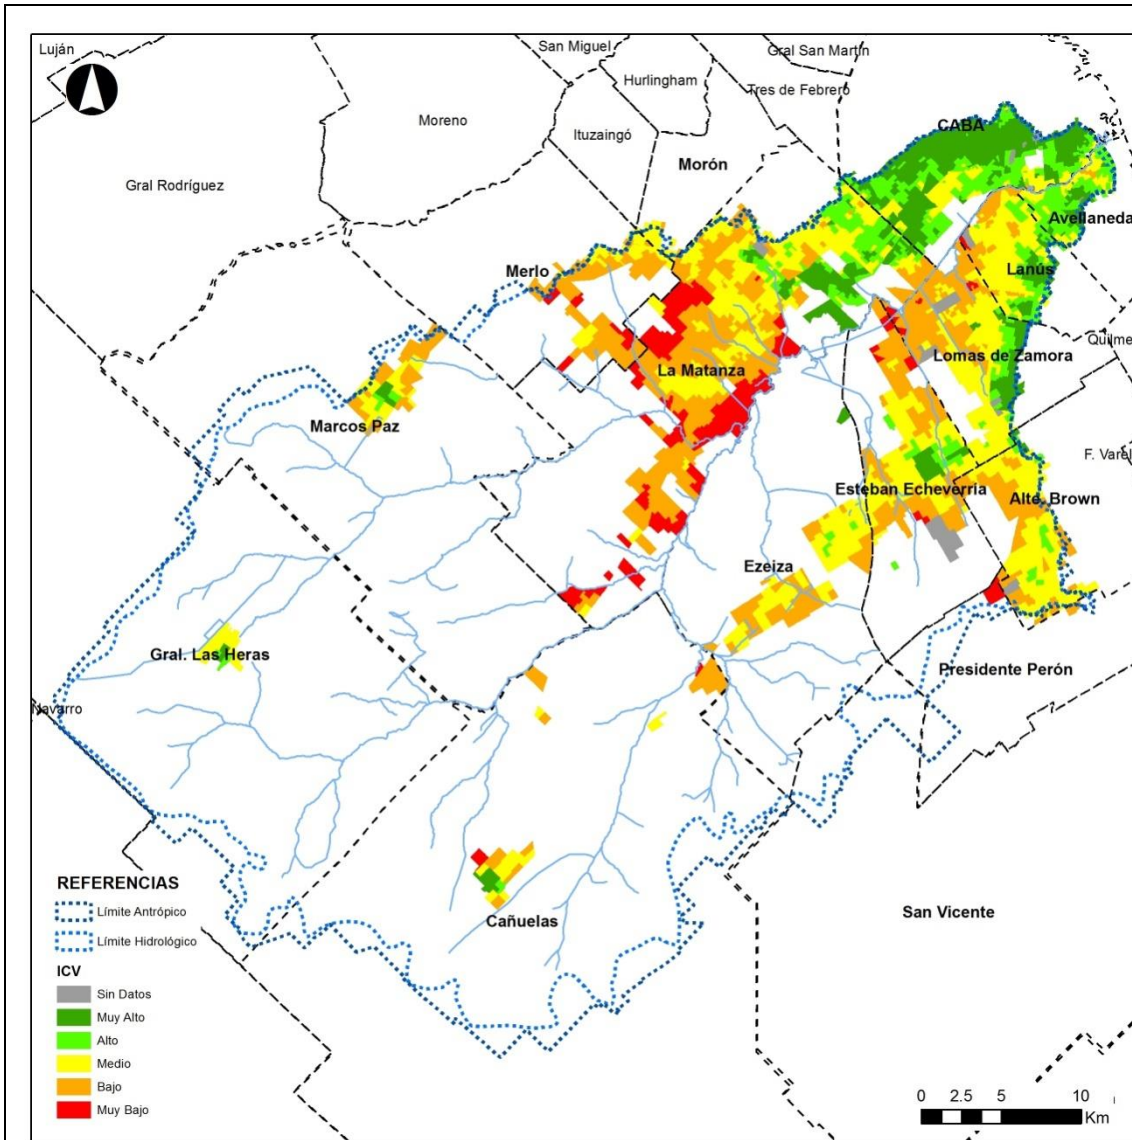 Luján
San Miguel
Gral San Martín
Hurlingham
Tres de Febrero
Moreno
Ituzaingó
CABA
Morón
Gral Rodríguez
Avellaneda
Merlo
Lanús
Quilme
Lomas de Zamora
La Matanza
Marcos Paz
F. Varel
Esteban Echeverría
Alte. Brown
Ezeiza
Gral. Las Heras
Presidente Perón
Navarro
San Vicente
Cañuelas
REFERENCIAS
Límite Antrópico
Límite Hidrológico
ICV
Sin Datos
Muy Alto
Alto
Medio
Bajo
Muy Bajo
0 2.5 5 10
Km